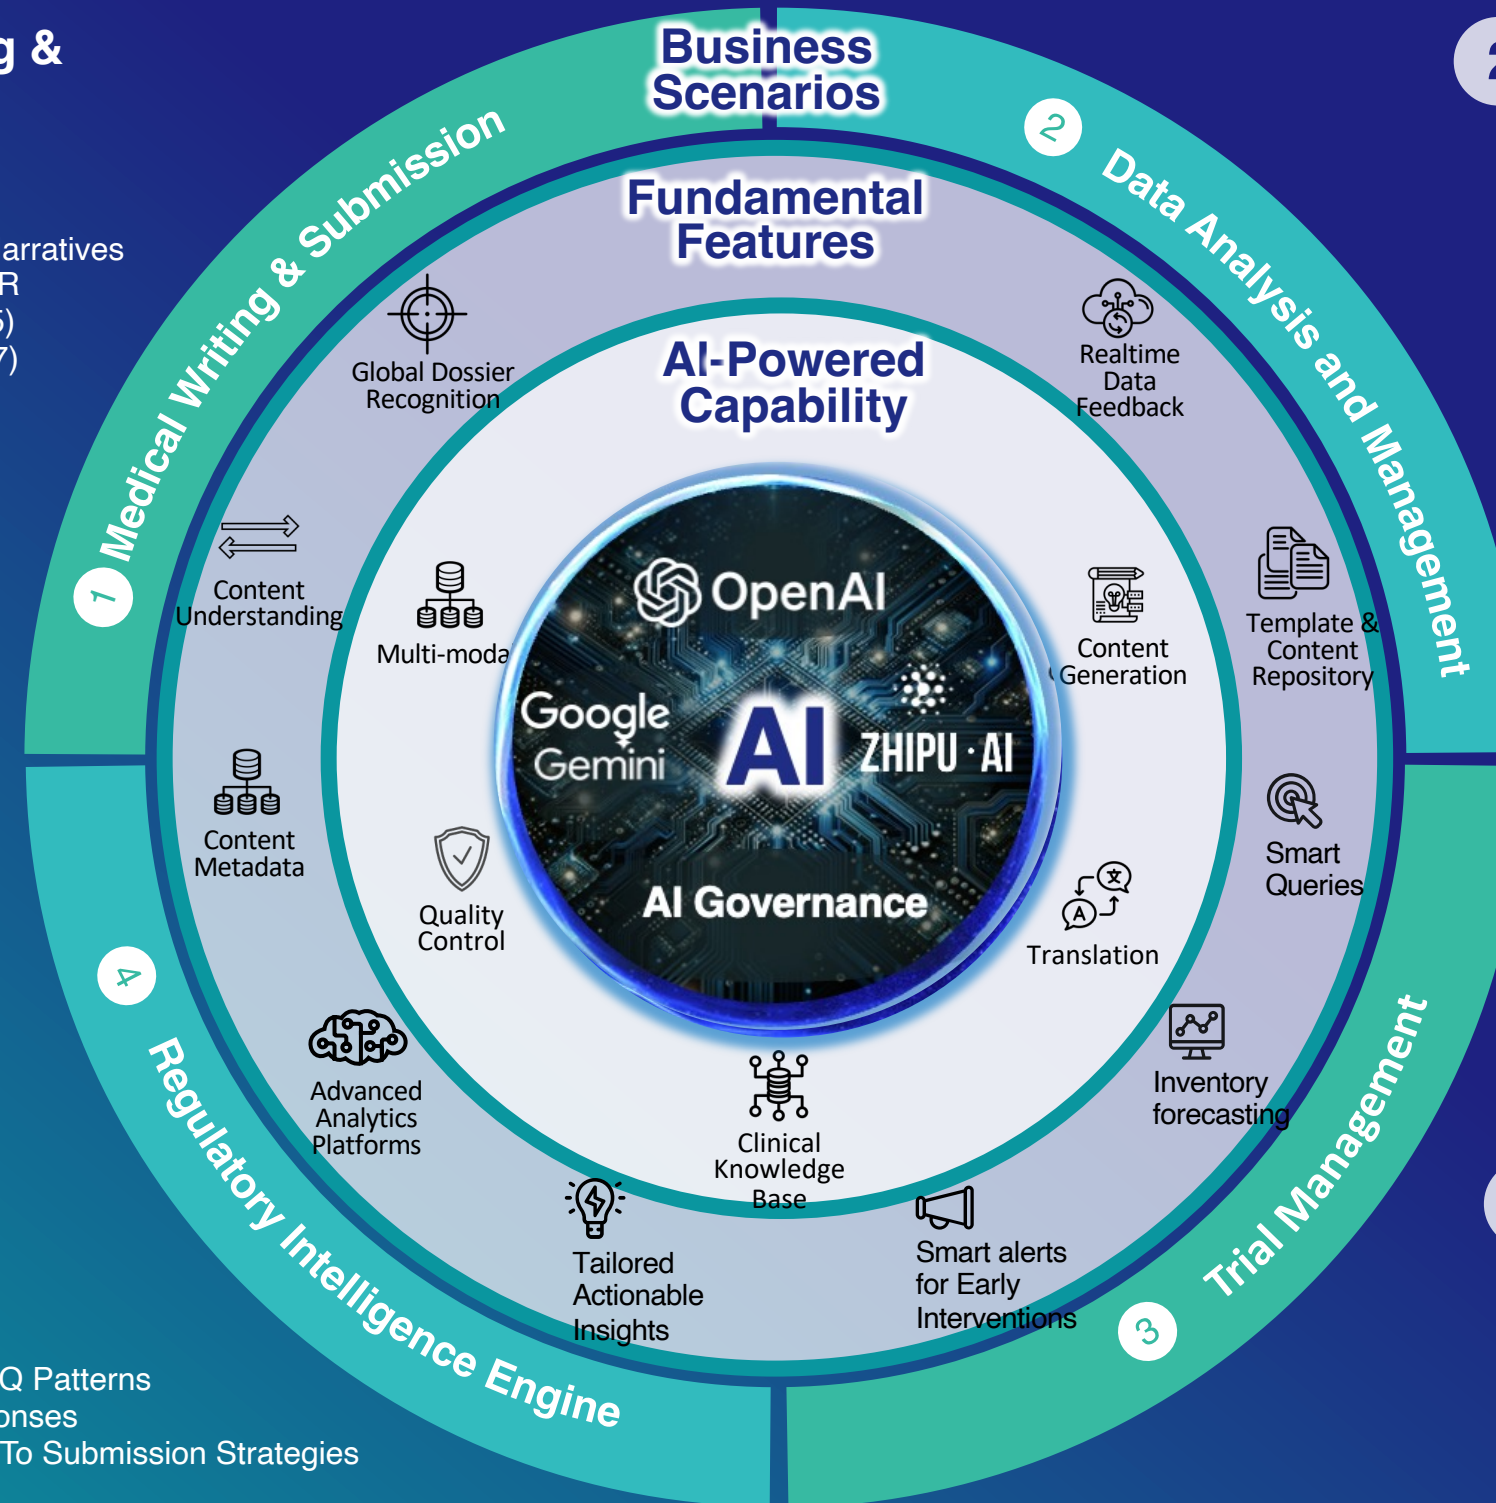 g &
arratives
R
5)
7)
Business
Scenarios
2
1 Medical Writing & Submission
2 Data Analysis and Management
Fundamental
Features
Global Dossier
Recognition
Realtime
Data
Feedback
AI-Powered
Capability
Content
Understanding
Multi-moda
OpenAI
Google
Gemini
AI
ZHIPU·AI
AI Governance
Content
Generation
Template &
Content
Repository
Content
Metadata
Quality
Control
Translation
Smart
Queries
Advanced
Analytics
Platforms
Clinical
Knowledge
Base
Inventory
forecasting
Tailored
Actionable
Insights
Smart alerts
for Early
Interventions
4 Regulatory Intelligence Engine
3 Trial Management
Q Patterns
onses
To Submission Strategies